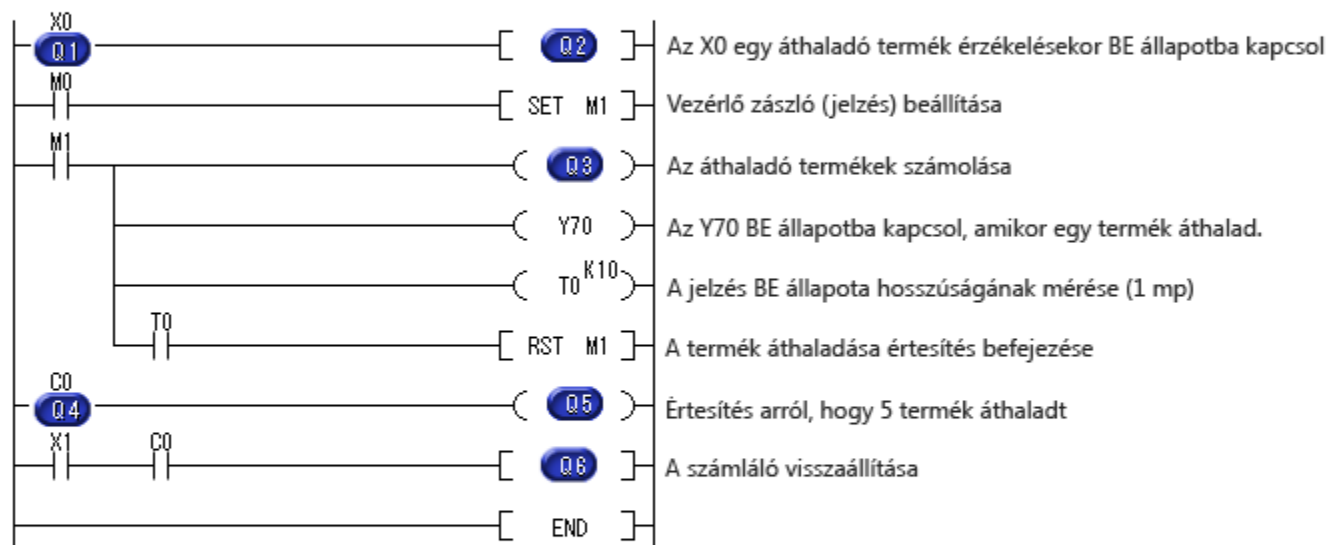 X0
Q1 Q2 Az X0 egy áthaladó termék érzékelésekor BE állapotba kapcsol
M0
SET M1 Vezérlő zászló (jelzés) beállítása
M1
Q3 Az áthaladó termékek számolása
Y70 Az Y70 BE állapotba kapcsol, amikor egy termék áthalad.
T0 K10 A jelzés BE állapota hosszúságának mérése (1 mp)
T0
RST M1 A termék áthaladása értesítés befejezése
C0
Q4 Q5 Értesítés arról, hogy 5 termék áthaladt
X1 C0
Q6 A számláló visszaállítása
END